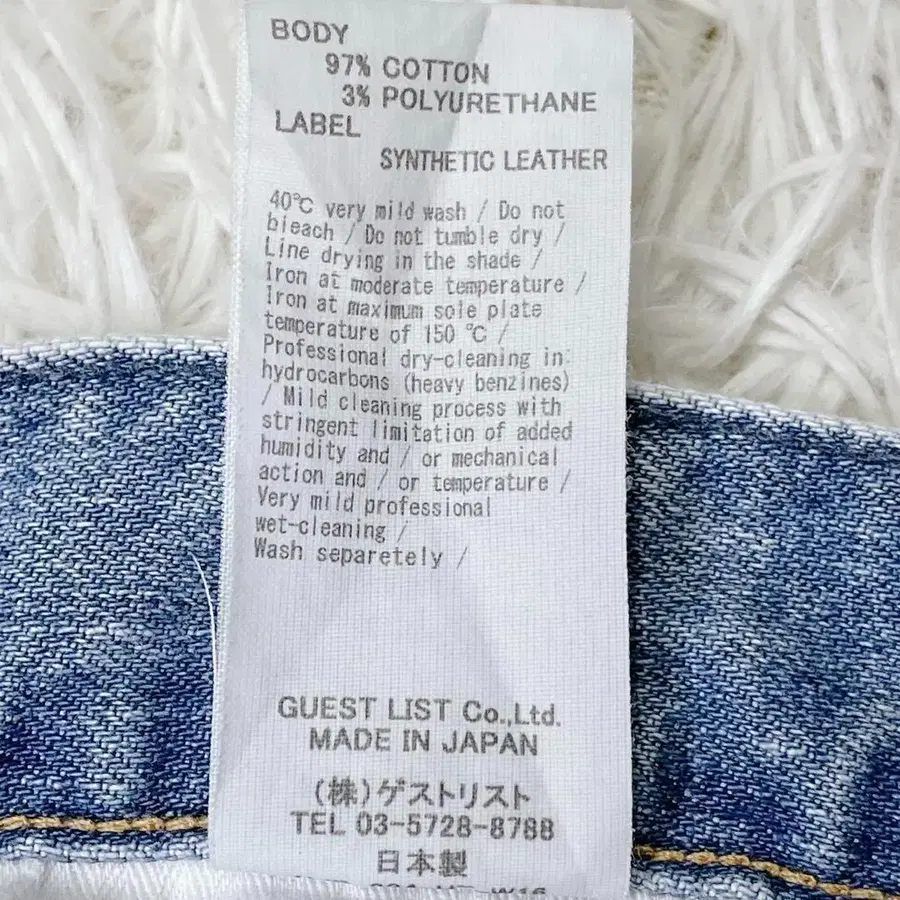 BODY
97% COTTON
3% POLYURETHANE
LABEL
SYNTHETIC LEATHER
40℃ very mild wash / Do not
bleach / Do not tumble dry /
Line drying in the shade /
Iron at moderate temperature /
Iron at maximum sole plate
temperature of 150 ℃ /
Professional dry-cleaning in:
hydrocarbons (heavy benzines)
/ Mild cleaning process with
stringent limitation of added
humidity and / or mechanical
action and / or temperature /
Very mild professional
wet-cleaning /
Wash separetely /
GUEST LIST Co.,Ltd.
MADE IN JAPAN
(株)ゲストリスト
TEL 03-5728-8788
日本製